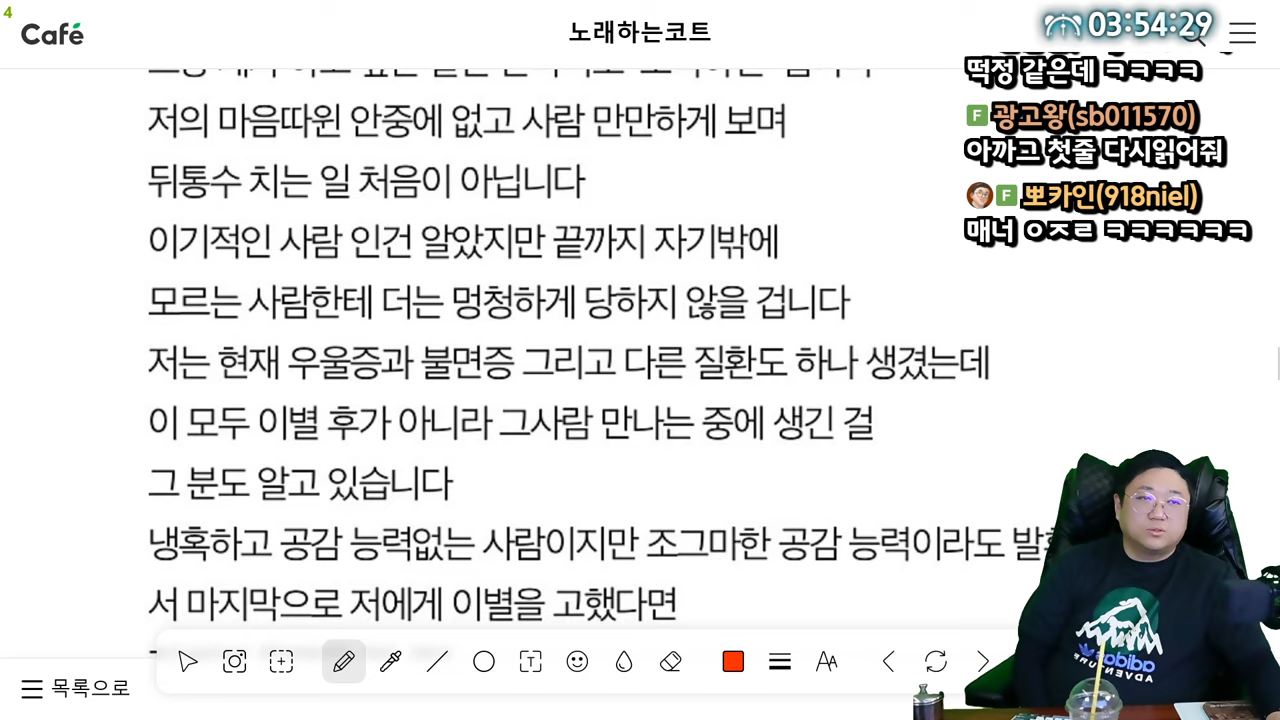 4
Café
노래하는코트
03:54:29
떡정 같은데 ㅋㅋㅋㅋ
F 광고왕(sb011570)
아까그 첫줄 다시읽어줘
F 뽀카인(918niel)
매너 ㅇㅈㄹ ㅋㅋㅋㅋㅋㅋ
저의 마음따윈 안중에 없고 사람 만만하게 보며
뒤통수 치는 일 처음이 아닙니다
이기적인 사람 인건 알았지만 끝까지 자기밖에
모르는 사람한테 더는 멍청하게 당하지 않을 겁니다
저는 현재 우울증과 불면증 그리고 다른 질환도 하나 생겼는데
이 모두 이별 후가 아니라 그사람 만나는 중에 생긴 걸
그 분도 알고 있습니다
냉혹하고 공감 능력없는 사람이지만 조그마한 공감 능력이라도
서 마지막으로 저에게 이별을 고했다면
목록으로
adidas
ADVENTURE